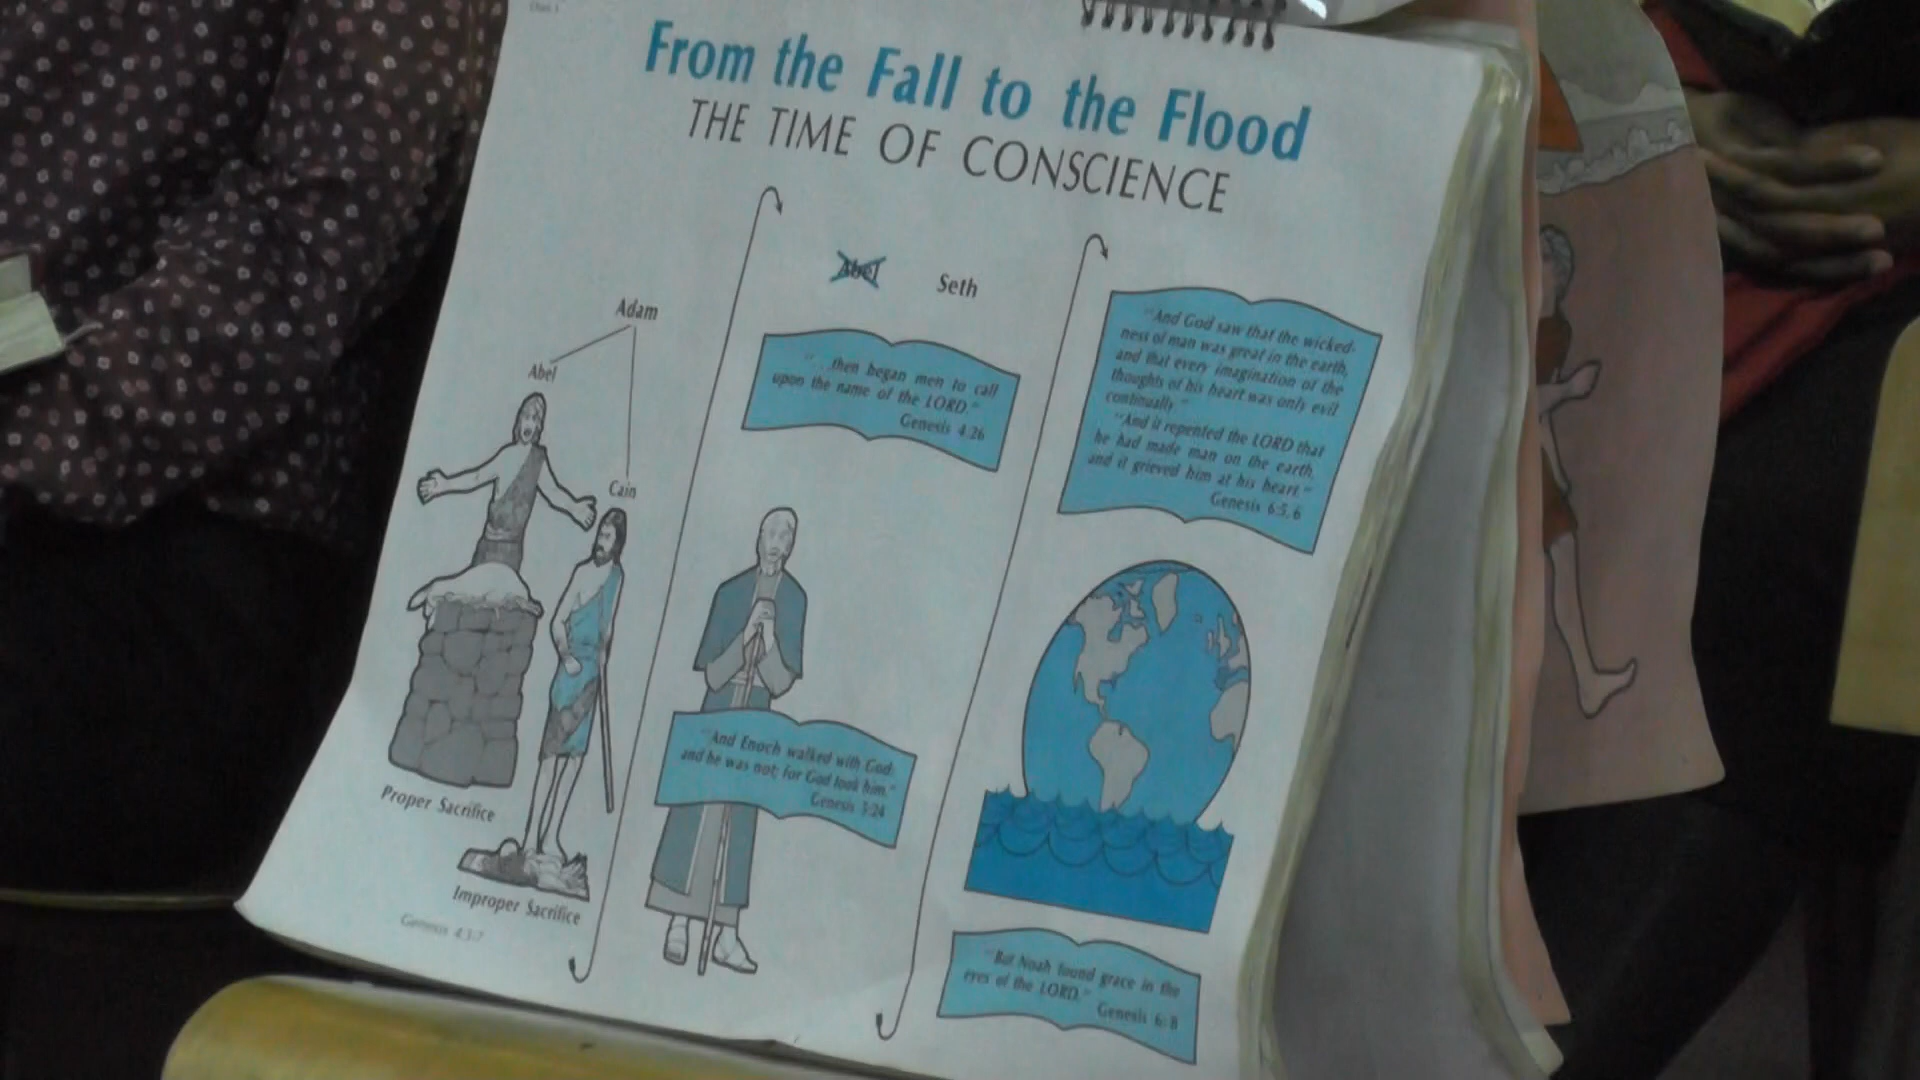 Chart 3
From the Fall to the Flood
THE TIME OF CONSCIENCE
Adam
Abel
Cain
Proper Sacrifice
Improper Sacrifice
Genesis 4:3-7
Abel
Seth
"...then began men to call
upon the name of the LORD."
Genesis 4:26
"And Enoch walked with God:
and he was not; for God took him."
Genesis 5:24
"And God saw that the wicked-
ness of man was great in the earth,
and that every imagination of the
thoughts of his heart was only evil
continually."
"And it repented the LORD that
he had made man on the earth,
and it grieved him at his heart."
Genesis 6:5, 6
"But Noah found grace in the
eyes of the LORD."
Genesis 6:8